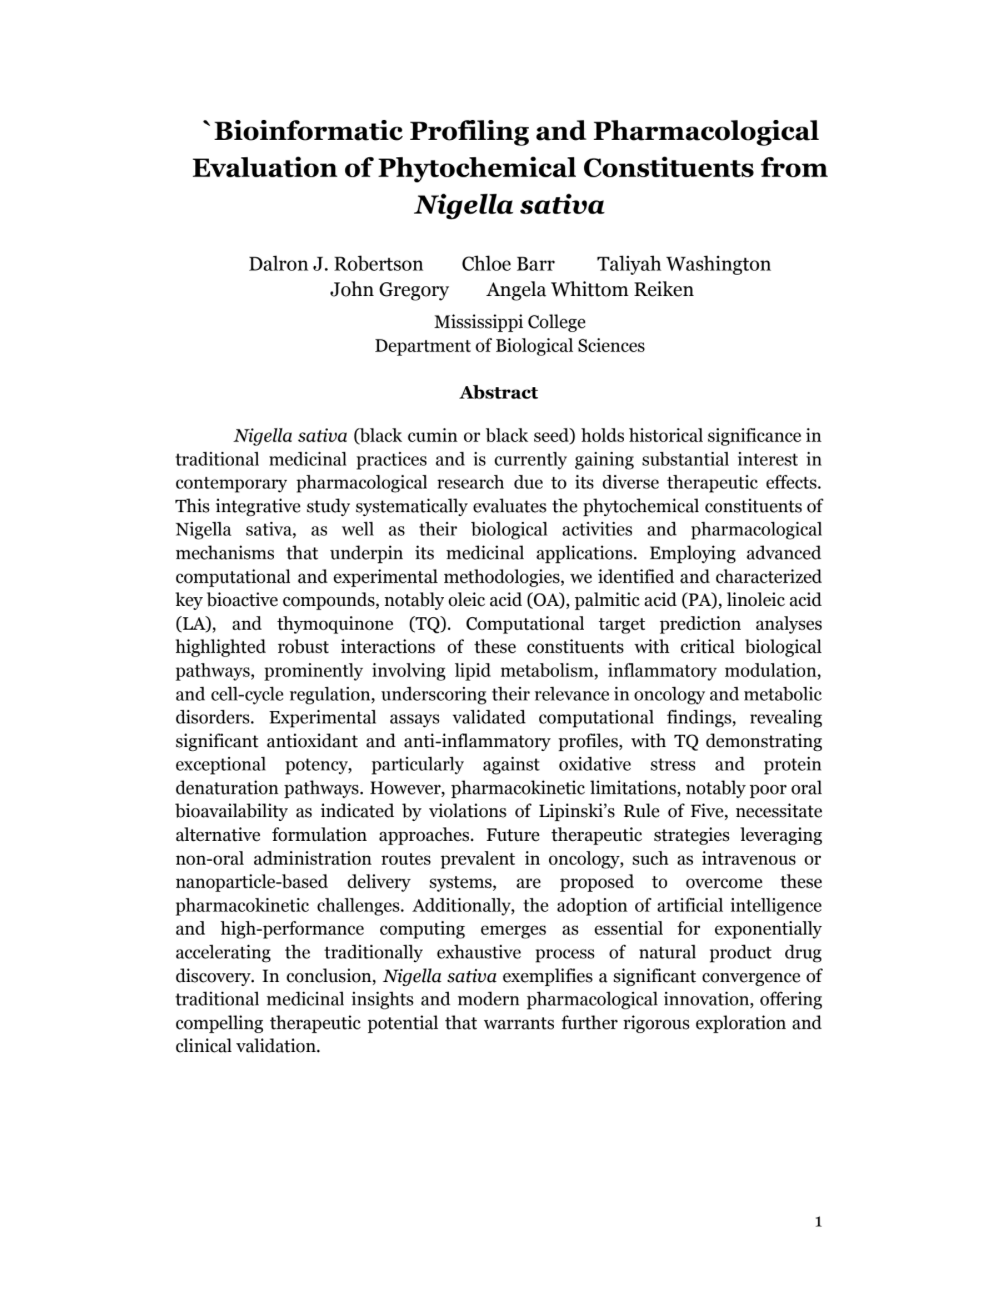 `Bioinformatic Profiling and Pharmacological
Evaluation of Phytochemical Constituents from
Nigella sativa
Dalron J. Robertson Chloe Barr Taliyah Washington
John Gregory Angela Whittom Reiken
Mississippi College
Department of Biological Sciences
Abstract
Nigella sativa (black cumin or black seed) holds historical significance in
traditional medicinal practices and is currently gaining substantial interest in
contemporary pharmacological research due to its diverse therapeutic effects.
This integrative study systematically evaluates the phytochemical constituents of
Nigella sativa, as well as their biological activities and pharmacological
mechanisms that underpin its medicinal applications. Employing advanced
computational and experimental methodologies, we identified and characterized
key bioactive compounds, notably oleic acid (OA), palmitic acid (PA), linoleic acid
(LA), and thymoquinone (TQ). Computational target prediction analyses
highlighted robust interactions of these constituents with critical biological
pathways, prominently involving lipid metabolism, inflammatory modulation,
and cell-cycle regulation, underscoring their relevance in oncology and metabolic
disorders. Experimental assays validated computational findings, revealing
significant antioxidant and anti-inflammatory profiles, with TQ demonstrating
exceptional potency, particularly against oxidative stress and protein
denaturation pathways. However, pharmacokinetic limitations, notably poor oral
bioavailability as indicated by violations of Lipinski’s Rule of Five, necessitate
alternative formulation approaches. Future therapeutic strategies leveraging
non-oral administration routes prevalent in oncology, such as intravenous or
nanoparticle-based delivery systems, are proposed to overcome these
pharmacokinetic challenges. Additionally, the adoption of artificial intelligence
and high-performance computing emerges as essential for exponentially
accelerating the traditionally exhaustive process of natural product drug
discovery. In conclusion, Nigella sativa exemplifies a significant convergence of
traditional medicinal insights and modern pharmacological innovation, offering
compelling therapeutic potential that warrants further rigorous exploration and
clinical validation.
1